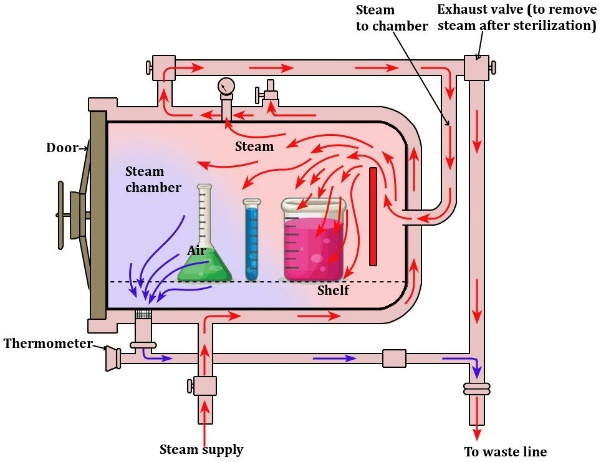 Steam
to chamber
Exhaust valve (to remove
steam after sterilization)
Door
Steam
Steam
chamber
Air
Shelf
Thermometer
Steam supply
To waste line